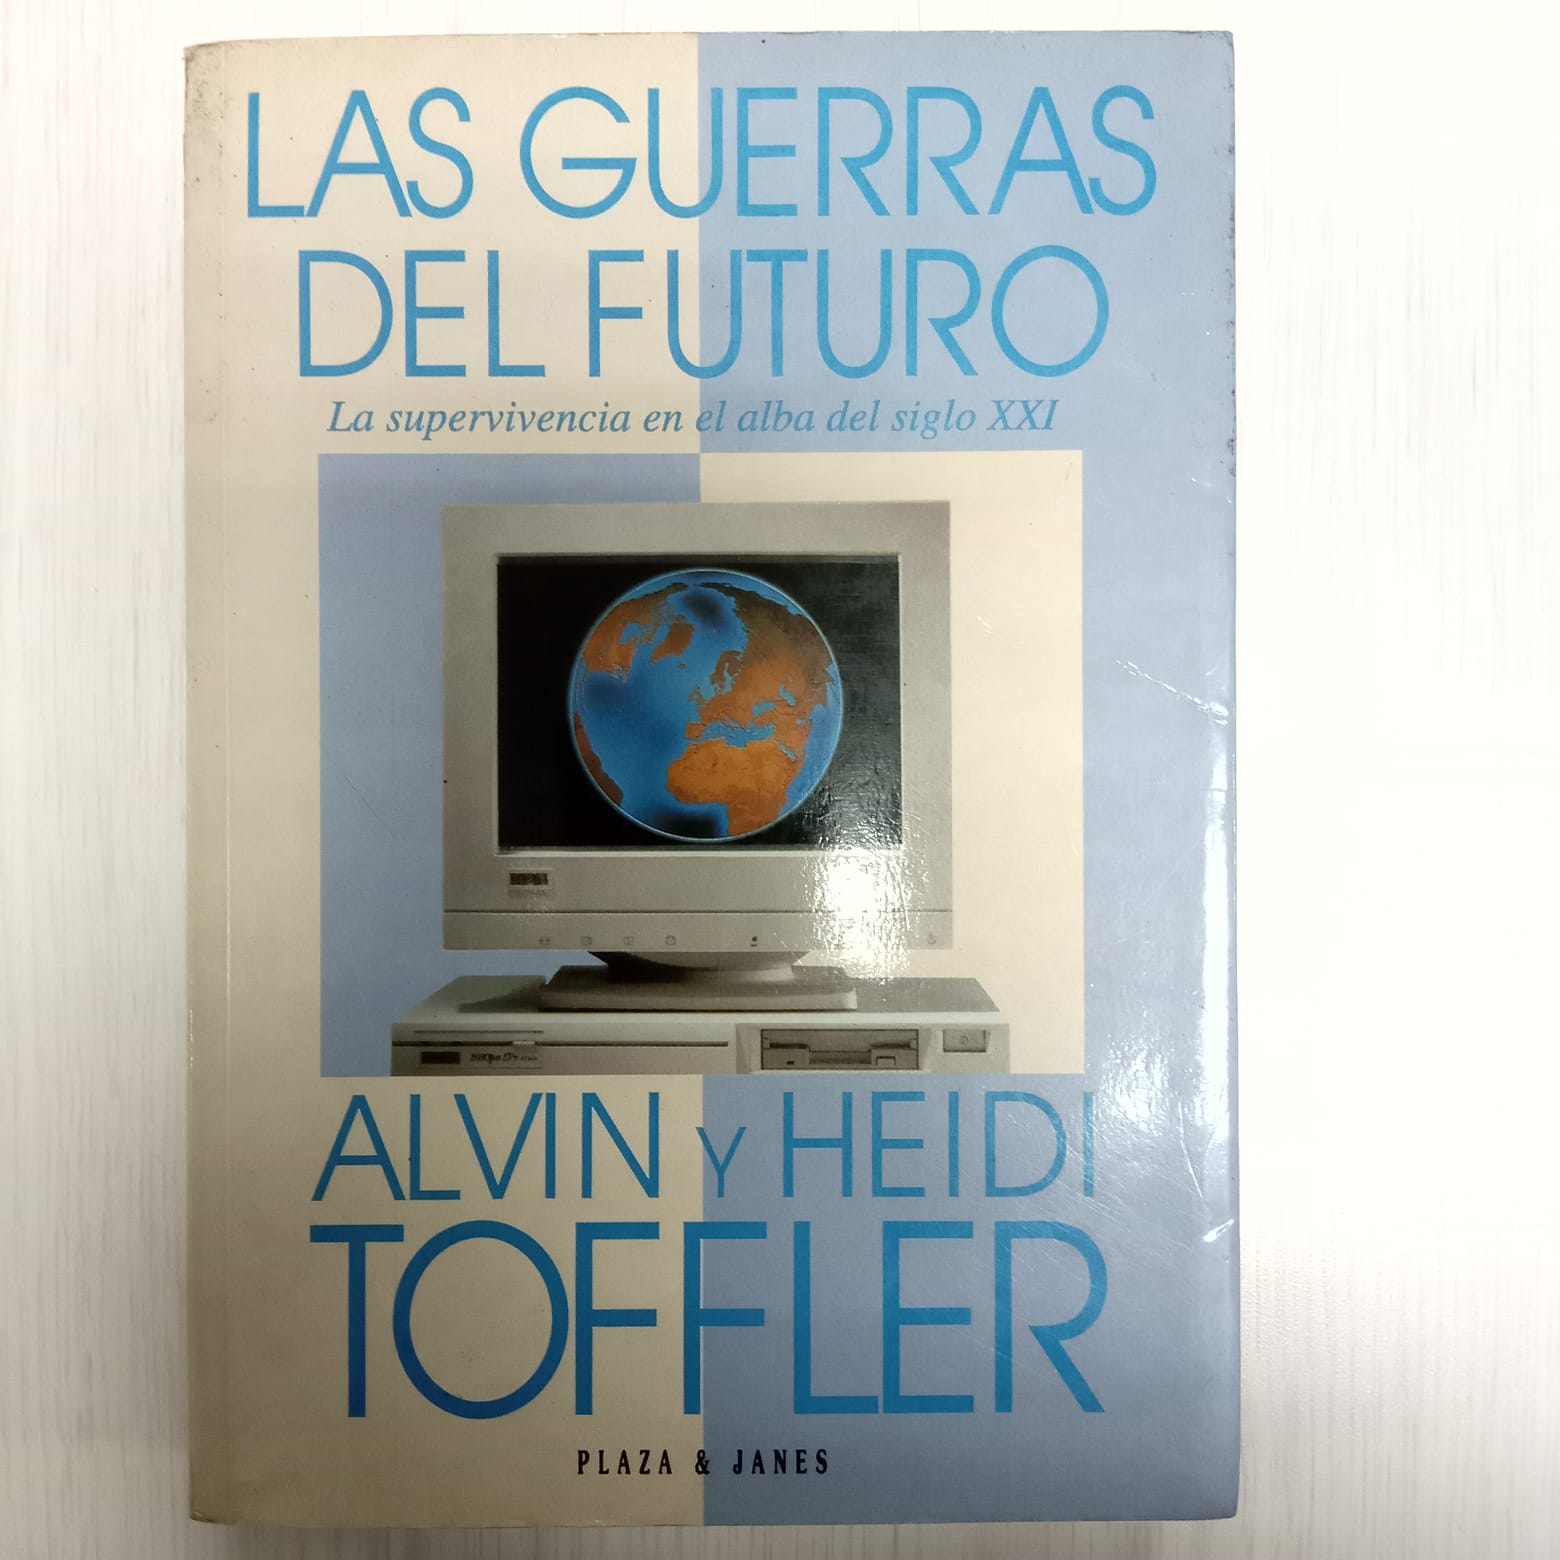 LAS GUERRAS
DEL FUTURO
La supervivencia en el alba del siglo XXI
ALVIN Y HEIDI
TOFFLER
PLAZA & JANES